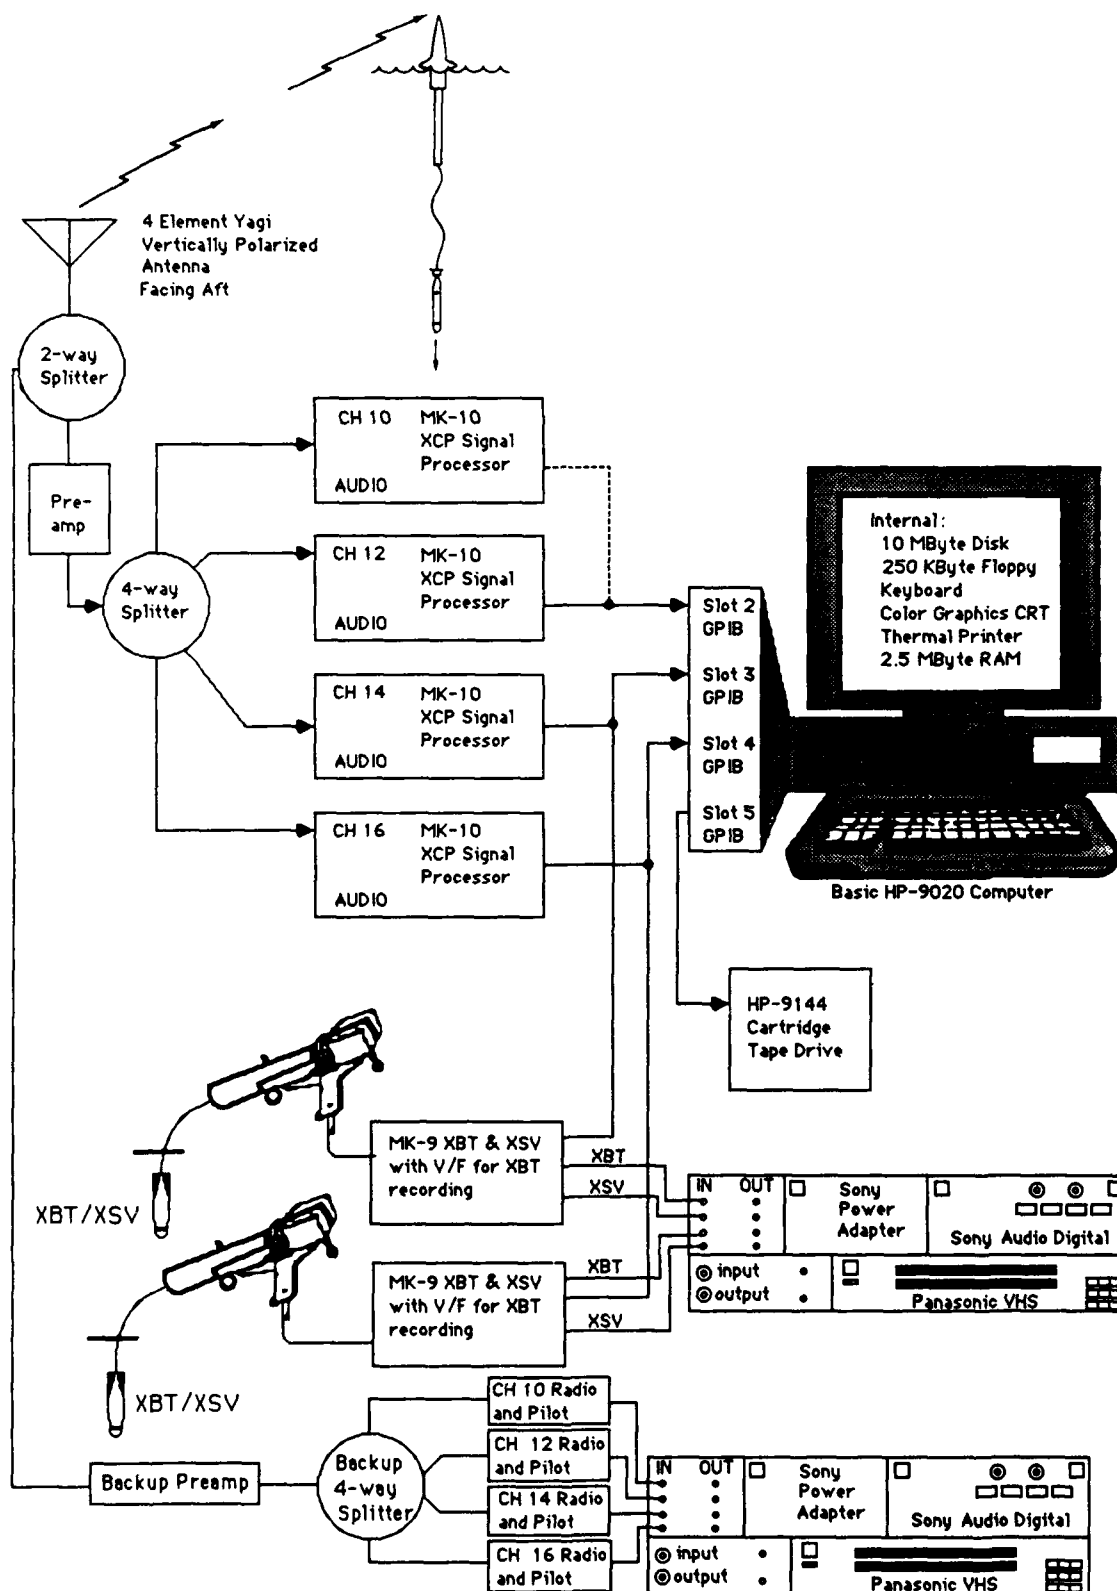 4 Element Yagi
Vertically Polarized
Antenna
Facing Aft
2-way
Splitter
Pre-
amp
4-way
Splitter
CH 10 MK-10
XCP Signal
Processor
AUDIO
CH 12 MK-10
XCP Signal
Processor
AUDIO
CH 14 MK-10
XCP Signal
Processor
AUDIO
CH 16 MK-10
XCP Signal
Processor
AUDIO
Slot 2
GPIB
Slot 3
GPIB
Slot 4
GPIB
Slot 5
GPIB
Internal:
10 MByte Disk
250 KByte Floppy
Keyboard
Color Graphics CRT
Thermal Printer
2.5 MByte RAM
Basic HP-9020 Computer
HP-9144
Cartridge
Tape Drive
XBT/XSV
MK-9 XBT & XSV
with V/F for XBT
recording
XBT
XSV
XBT/XSV
MK-9 XBT & XSV
with V/F for XBT
recording
XBT
XSV
IN OUT
Sony
Power
Adapter
Sony Audio Digital
input
output
Panasonic VHS
Backup Preamp
Backup
4-way
Splitter
CH 10 Radio
and Pilot
CH 12 Radio
and Pilot
CH 14 Radio
and Pilot
CH 16 Radio
and Pilot
IN OUT
Sony
Power
Adapter
Sony Audio Digital
input
output
Panasonic VHS